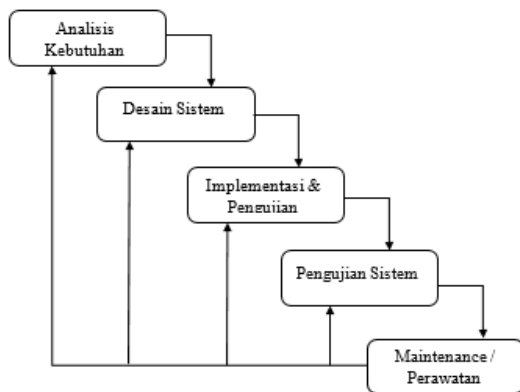 Analisis
Kebutuhan
Desain Sistem
Implementasi &
Pengujian
Pengujian Sistem
Maintenance /
Perawatan